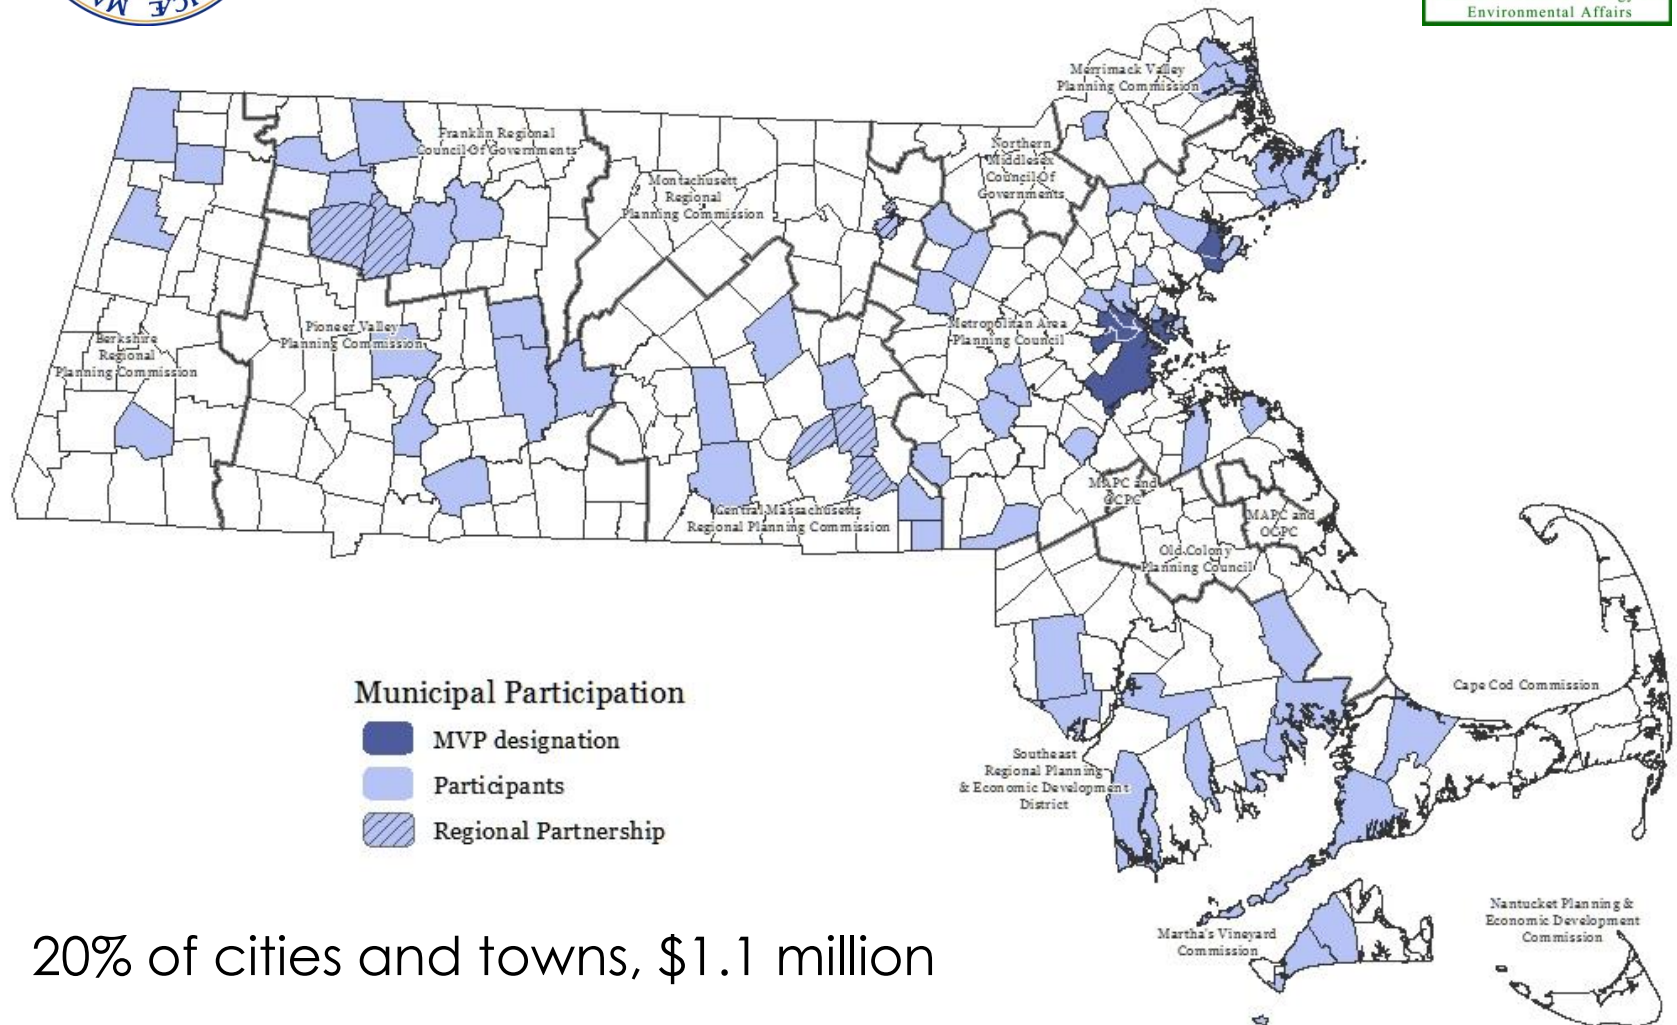 Environmental Affairs
Merrimack Valley
Planning Commission
Franklin Regional
Council Of Governments
Northern
Middlesex
Council Of
Governments
Montachusett
Regional
Planning Commission
Berkshire
Regional
Planning Commission
Pioneer Valley
Planning Commission
Metropolitan Area
Planning Council
MAPC and
OCPC
Central Massachusetts
Regional Planning Commission
MAPC and
OCPC
Old Colony
Planning Council
Cape Cod Commission
Municipal Participation
MVP designation
Participants
Regional Partnership
Southeast
Regional Planning
& Economic Development
District
Martha's Vineyard
Commission
Nantucket Planning &
Economic Development
Commission
20% of cities and towns, $1.1 million